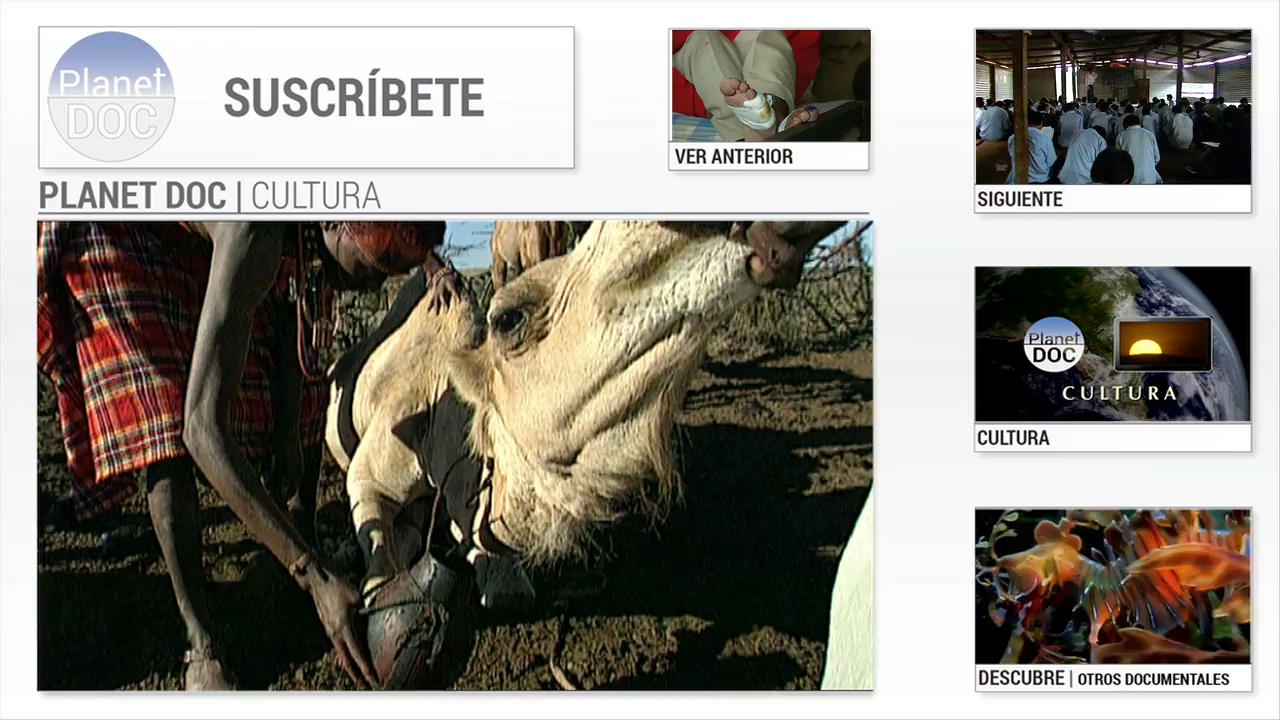 Planet
DOC
SUSCRÍBETE
VER ANTERIOR
SIGUIENTE
PLANET DOC | CULTURA
Planet
DOC
CULTURA
CULTURA
DESCUBRE | OTROS DOCUMENTALES